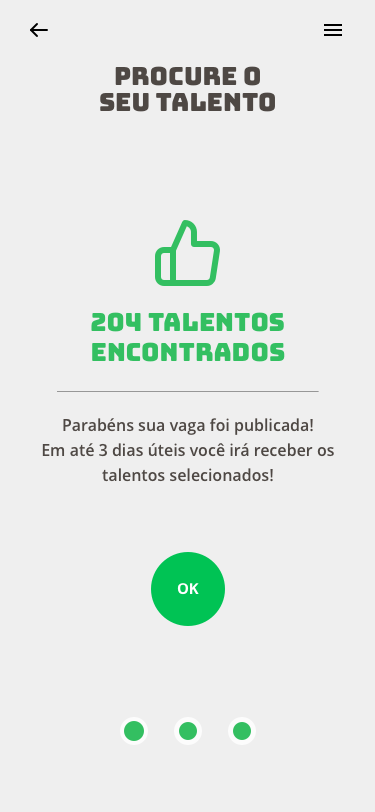 PROCURE O
SEU TALENTO
204 TALENTOS
ENCONTRADOS
Parabéns sua vaga foi publicada!
Em até 3 dias úteis você irá receber os
talentos selecionados!
OK